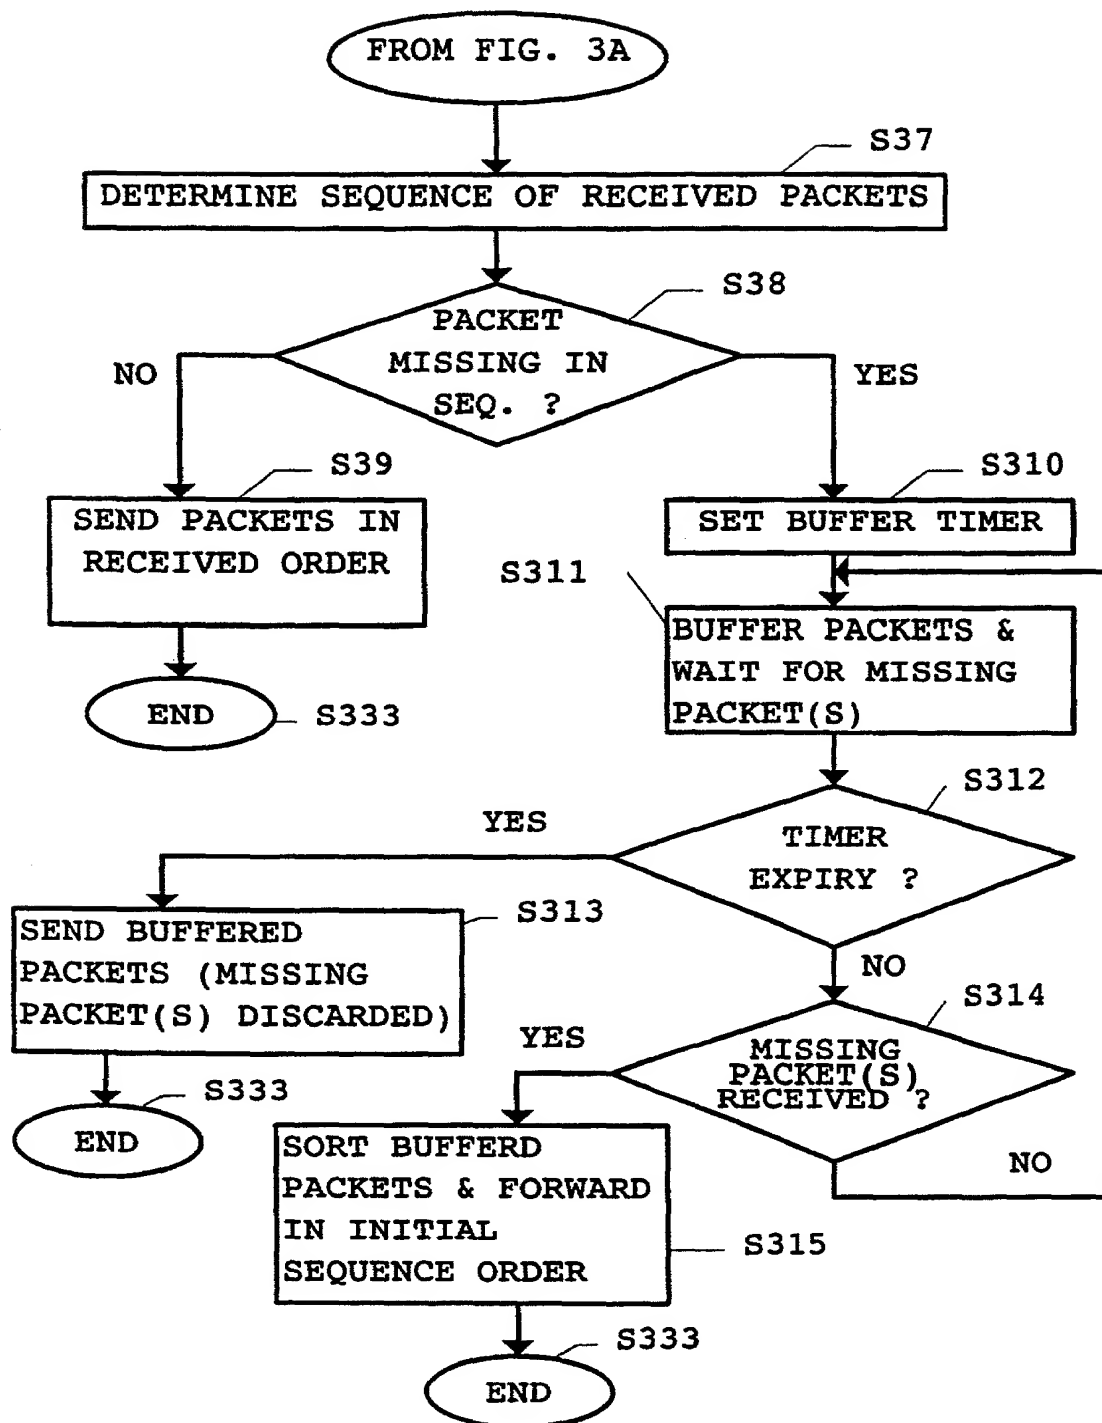 FROM FIG. 3A
S37
DETERMINE SEQUENCE OF RECEIVED PACKETS
S38
PACKET
MISSING IN
SEQ. ?
NO
YES
S39
SEND PACKETS IN
RECEIVED ORDER
S310
SET BUFFER TIMER
S311
BUFFER PACKETS &
WAIT FOR MISSING
PACKET(S)
END
S333
S312
TIMER
EXPIRY ?
YES
NO
S313
SEND BUFFERED
PACKETS (MISSING
PACKET(S) DISCARDED)
S314
MISSING
PACKET(S)
RECEIVED ?
YES
NO
S333
END
SORT BUFFERD
PACKETS & FORWARD
IN INITIAL
SEQUENCE ORDER
S315
S333
END